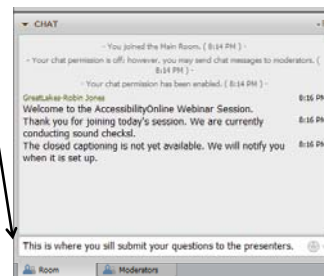 CHAT
- You joined the Main Room. ( 8:14 PM ) -
- Your chat permission is off; however, you may send chat messages to moderators. (
8:14 PM ) -
- Your chat permission has been enabled. ( 8:14 PM ) -
GreatLakes-Robin Jones 8:16 PM
Welcome to the AccessibilityOnline Webinar Session.
Thank you for joining today's session. We are currently 8:16 PM
conducting sound checksl.
The closed captioning is not yet available. We will notify you 8:16 PM
when it is set up.
This is where you sill submit your questions to the presenters.
Room Moderators